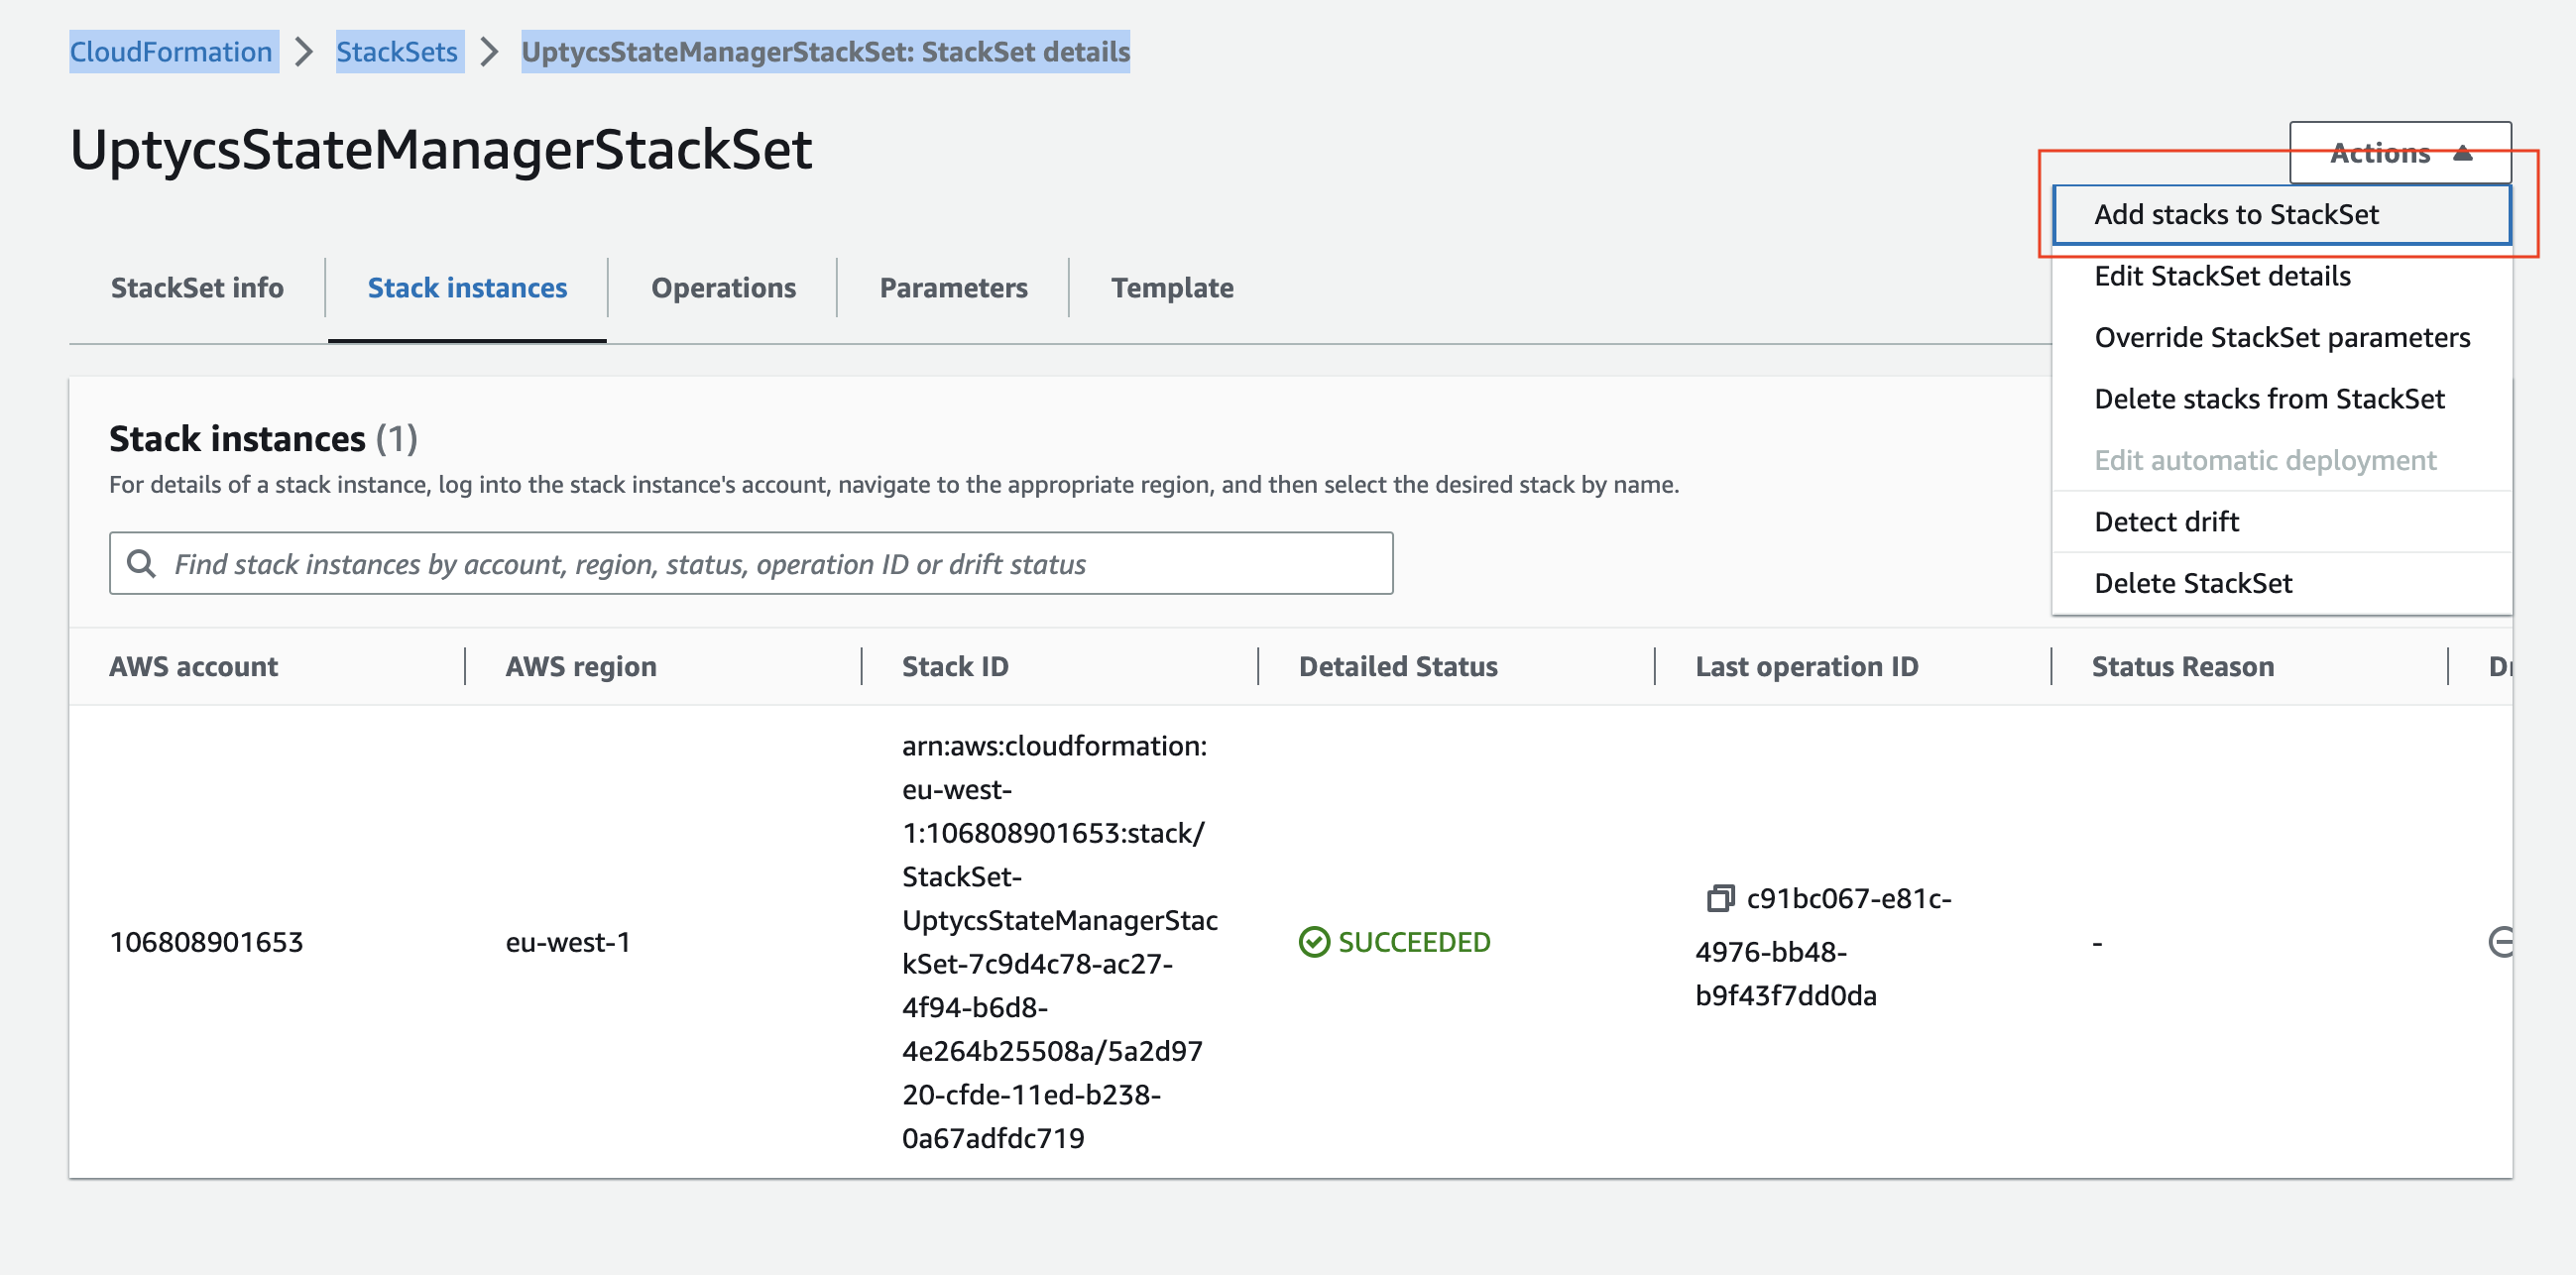 CloudFormation > StackSets > UptycsStateManagerStackSet: StackSet details
UptycsStateManagerStackSet
Actions
Add stacks to StackSet
Edit StackSet details
Override StackSet parameters
Delete stacks from StackSet
Edit automatic deployment
Detect drift
Delete StackSet
StackSet info
Stack instances
Operations
Parameters
Template
Stack instances (1)
For details of a stack instance, log into the stack instance's account, navigate to the appropriate region, and then select the desired stack by name.
Find stack instances by account, region, status, operation ID or drift status
AWS account
AWS region
Stack ID
Detailed Status
Last operation ID
Status Reason
106808901653
eu-west-1
arn:aws:cloudformation:
eu-west-
1:106808901653:stack/
StackSet-
UptycsStateManagerStac
kSet-7c9d4c78-ac27-
4f94-b6d8-
4e264b25508a/5a2d97
20-cfde-11ed-b238-
0a67adfdc719
SUCCEEDED
c91bc067-e81c-
4976-bb48-
b9f43f7dd0da
-